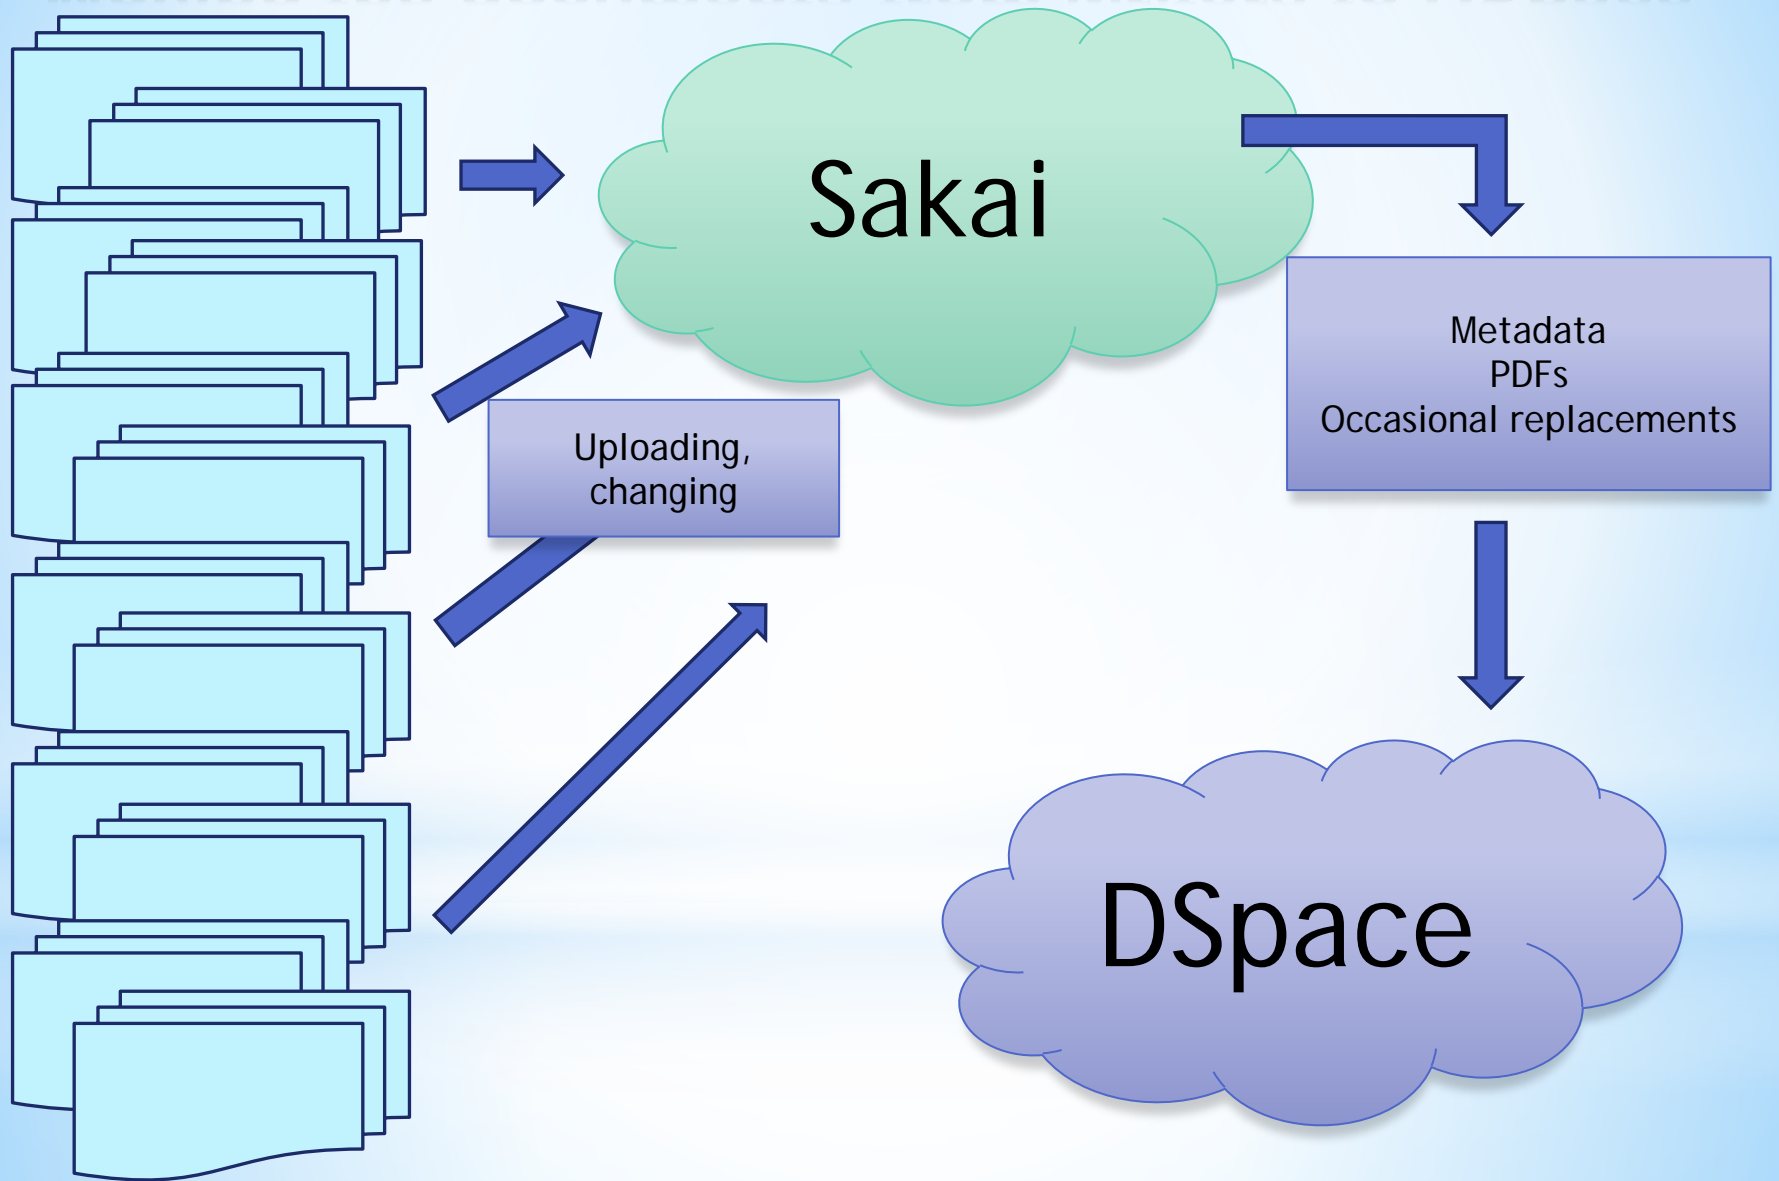 Sakai
Metadata
PDFs
Occasional replacements
Uploading,
changing
DSpace